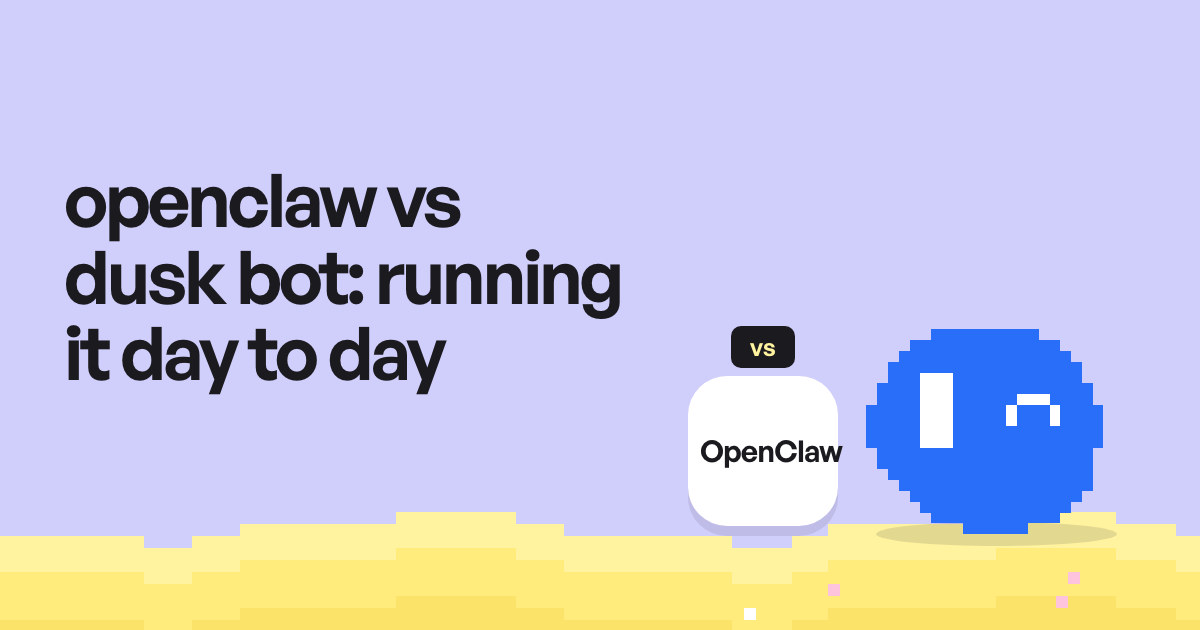 openclaw vs
dusk bot: running
it day to day
vs
OpenClaw